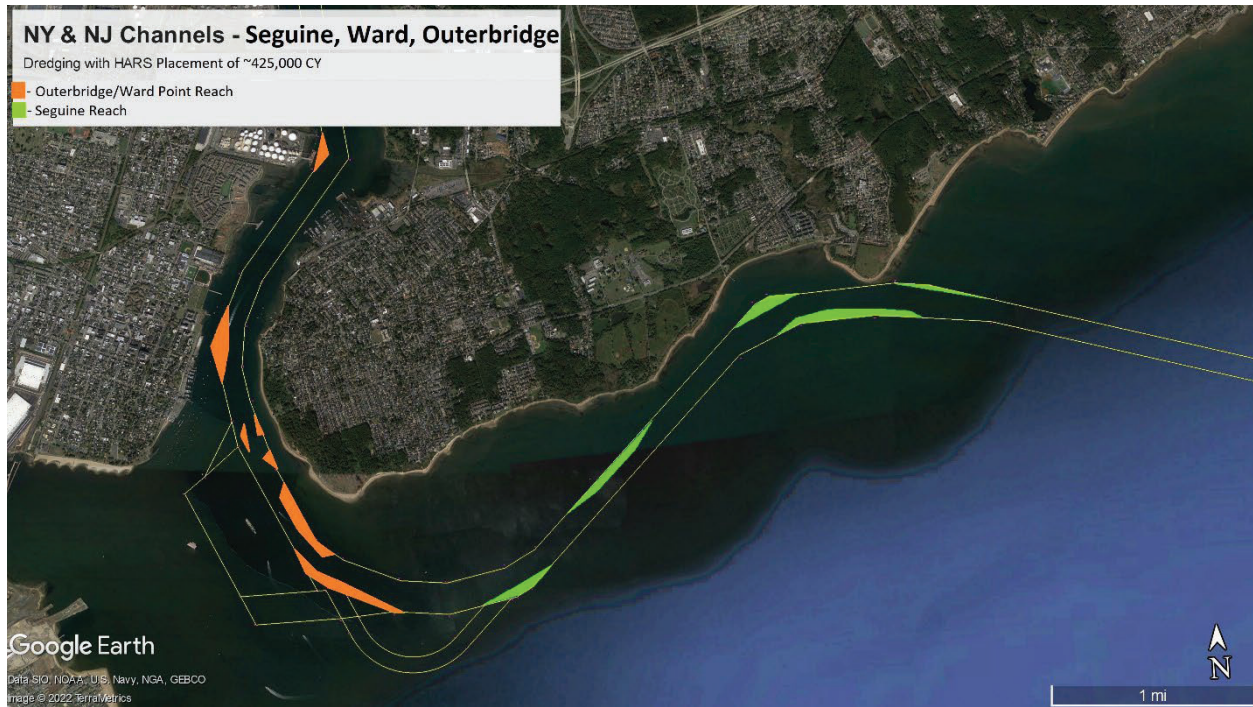 NY & NJ Channels - Seguine, Ward, Outerbridge
Dredging with HARS Placement of ~425,000 CY
- Outerbridge/Ward Point Reach
- Seguine Reach
Google Earth
Data SIO, NOAA, U.S. Navy, NGA, GEBCO
Image © 2022 TerraMetrics
N
1 mi